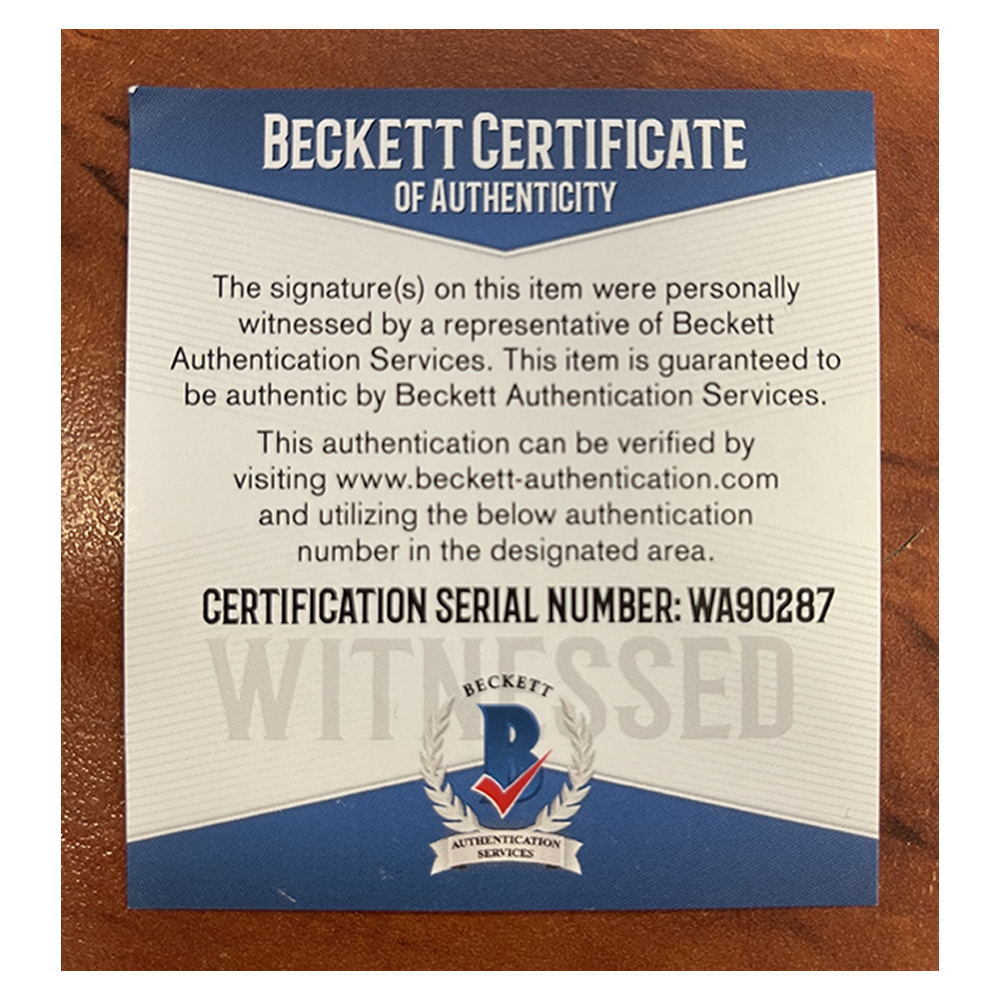 BECKETT CERTIFICATE
OF AUTHENTICITY
The signature(s) on this item were personally
witnessed by a representative of Beckett
Authentication Services. This item is guaranteed to
be authentic by Beckett Authentication Services.
This authentication can be verified by
visiting www.beckett-authentication.com
and utilizing the below authentication
number in the designated area.
CERTIFICATION SERIAL NUMBER: WA90287
WITNESSED
BECKETT
B
AUTHENTICATION
SERVICES